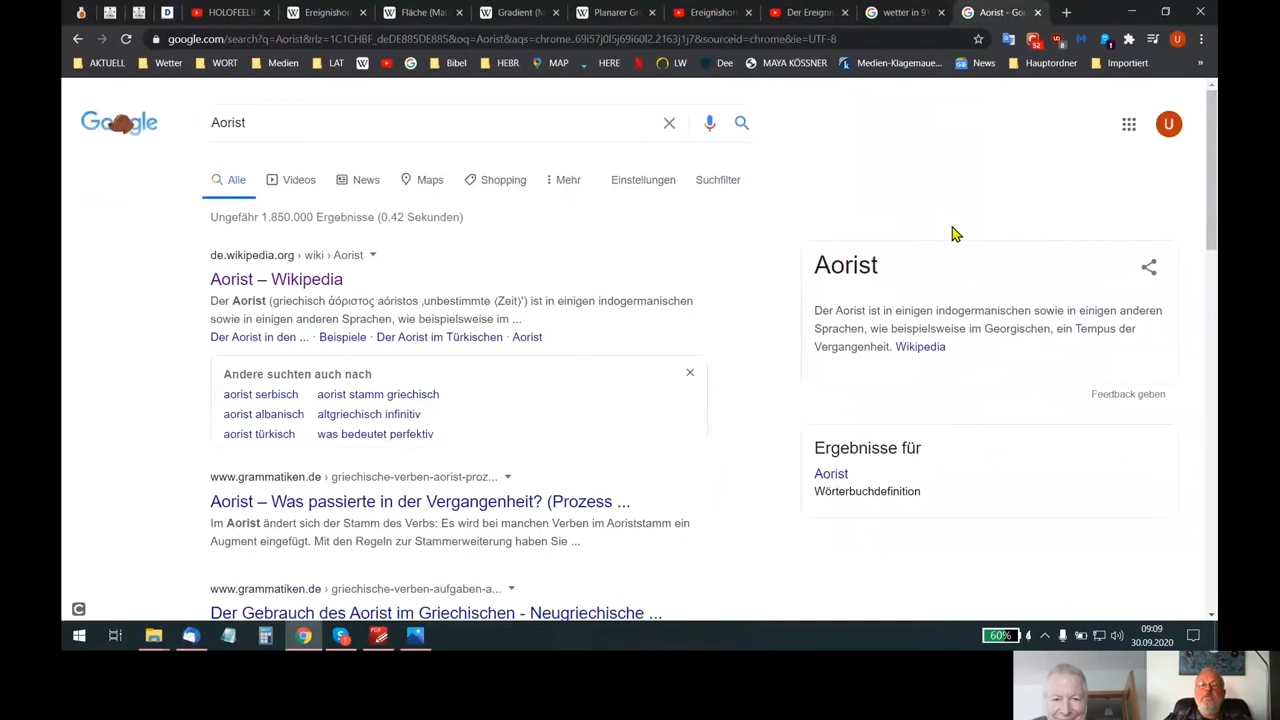 HOLOFEELI
Ereignishor
Fläche (Mat
Gradient (M
Planarer Gr
Ereignishor
Der Ereigni
wetter in 91
Aorist - Goo
google.com/search?q=Aorist&rlz=1C1CHBF_deDE885DE885&oq=Aorist&aqs=chrome..69i57j0l5j69i60l2.2163j1j7&sourceid=chrome&ie=UTF-8
AKTUELL
Wetter
WORT
Medien
LAT
Bibel
HEBR
MAP
HERE
LW
Dee
MAYA KÖSSNER
Medien-Klagemaue...
News
Hauptordner
Importiert
»
Google
Aorist
U
Alle
Videos
News
Maps
Shopping
Mehr
Einstellungen
Suchfilter
Ungefähr 1.850.000 Ergebnisse (0,42 Sekunden)
de.wikipedia.org › wiki › Aorist
Aorist – Wikipedia
Der Aorist (griechisch ἀόριστος aóristos ‚unbestimmte (Zeit)') ist in einigen indogermanischen
sowie in einigen anderen Sprachen, wie beispielsweise im ...
Der Aorist in den ... · Beispiele · Der Aorist im Türkischen · Aorist
Andere suchten auch nach
aorist serbisch aorist stamm griechisch
aorist albanisch altgriechisch infinitiv
aorist türkisch was bedeutet perfektiv
www.grammatiken.de › griechische-verben-aorist-proz...
Aorist – Was passierte in der Vergangenheit? (Prozess ...
Im Aorist ändert sich der Stamm des Verbs: Es wird bei manchen Verben im Aoriststamm ein
Augment eingefügt. Mit den Regeln zur Stammerweiterung haben Sie ...
www.grammatiken.de › griechische-verben-aufgaben-a...
Der Gebrauch des Aorist im Griechischen - Neugriechische ...
Aorist
Der Aorist ist in einigen indogermanischen sowie in einigen anderen
Sprachen, wie beispielsweise im Georgischen, ein Tempus der
Vergangenheit. Wikipedia
Feedback geben
Ergebnisse für
Aorist
Wörterbuchdefinition
60%
09:09
30.09.2020